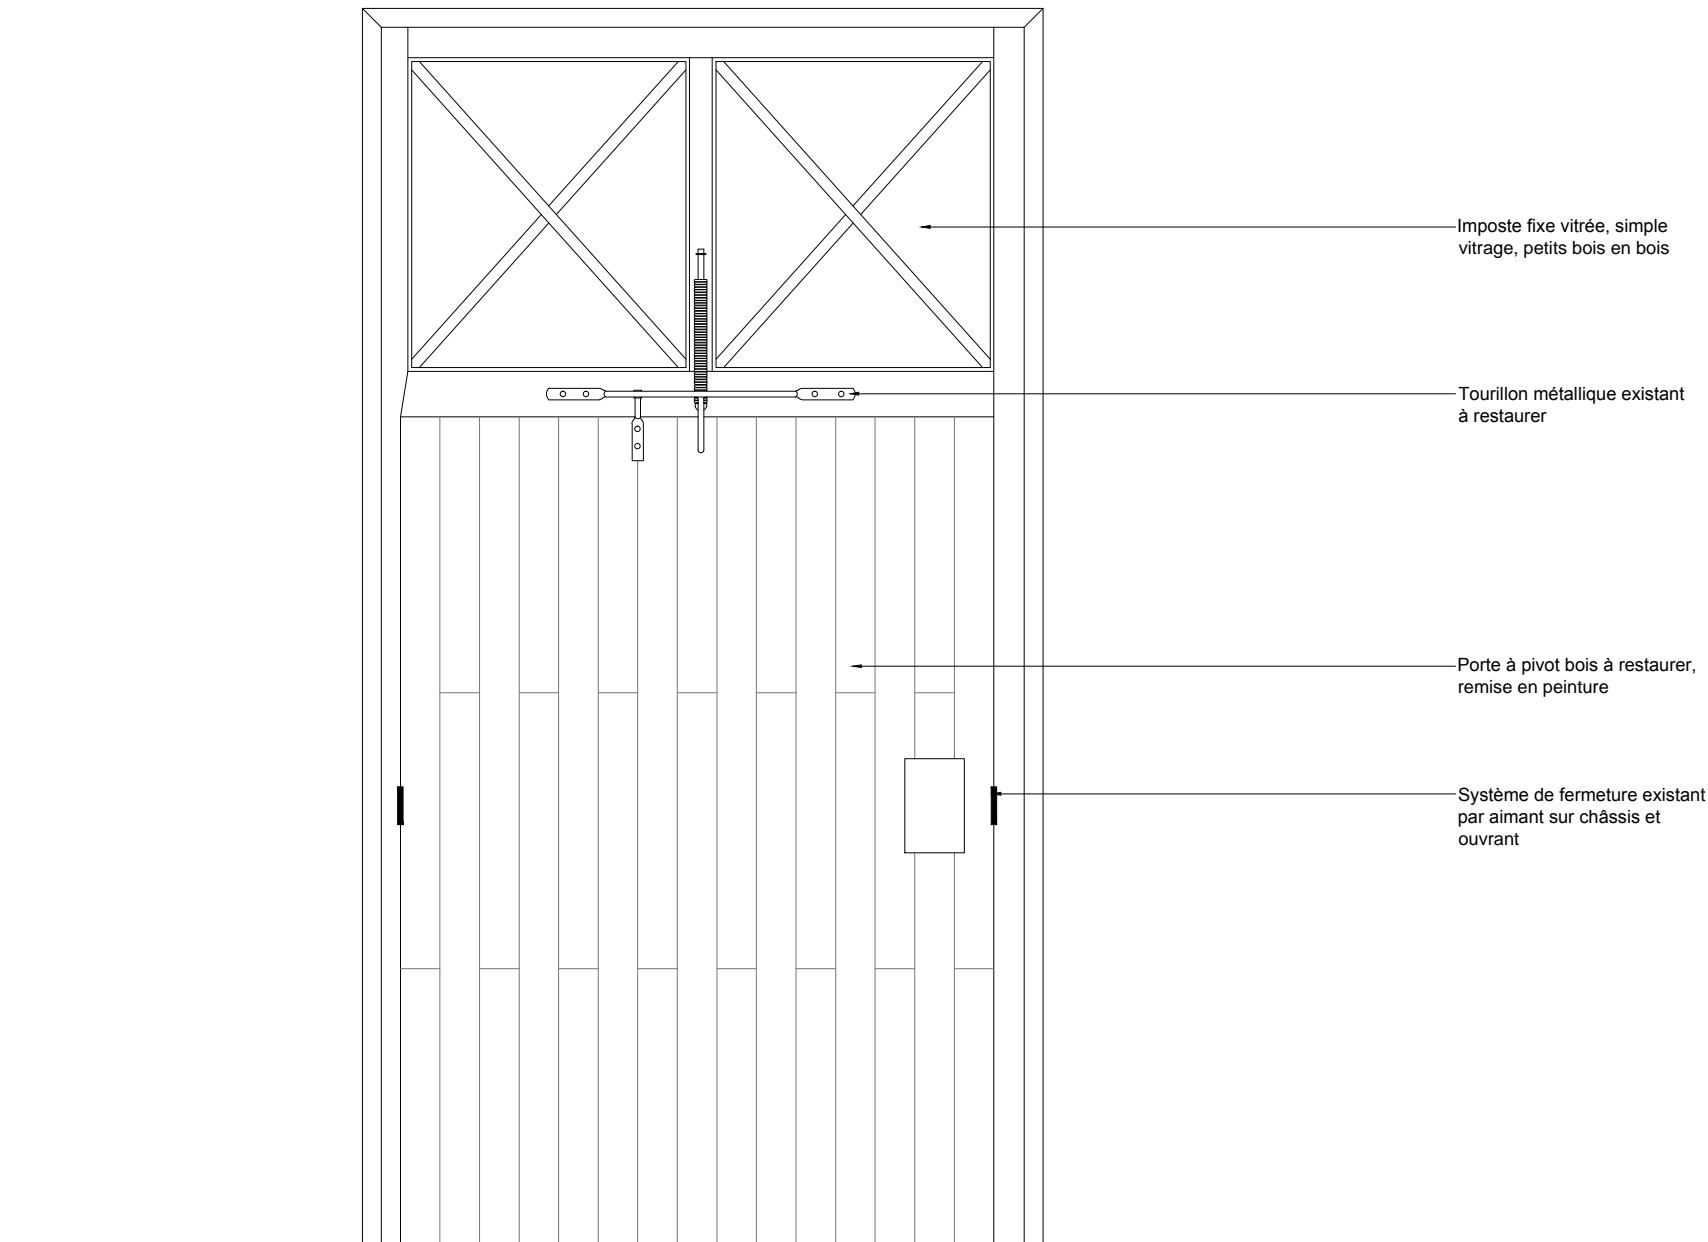 Imposte fixe vitrée, simple
vitrage, petits bois en bois
Tourillon métallique existant
à restaurer
Porte à pivot bois à restaurer,
remise en peinture
Système de fermeture existant
par aimant sur châssis et
ouvrant